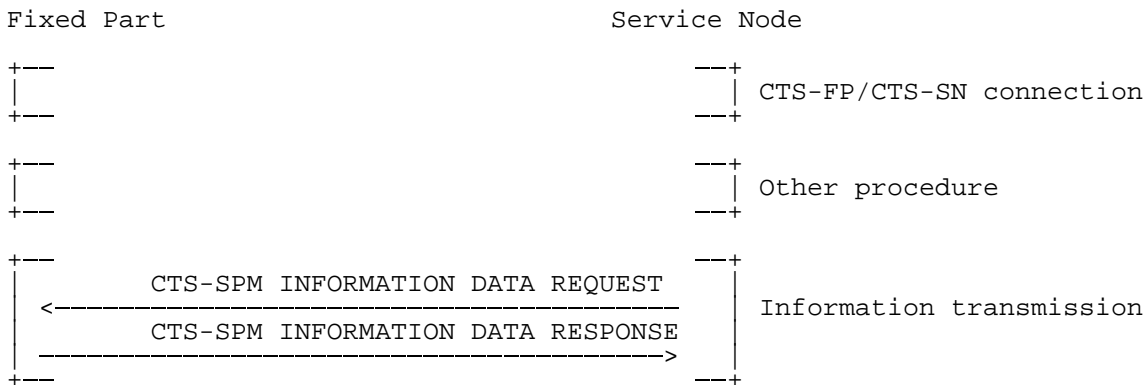 Fixed Part Service Node
CTS-FP/CTS-SN connection
Other procedure
CTS-SPM INFORMATION DATA REQUEST
Information transmission
CTS-SPM INFORMATION DATA RESPONSE